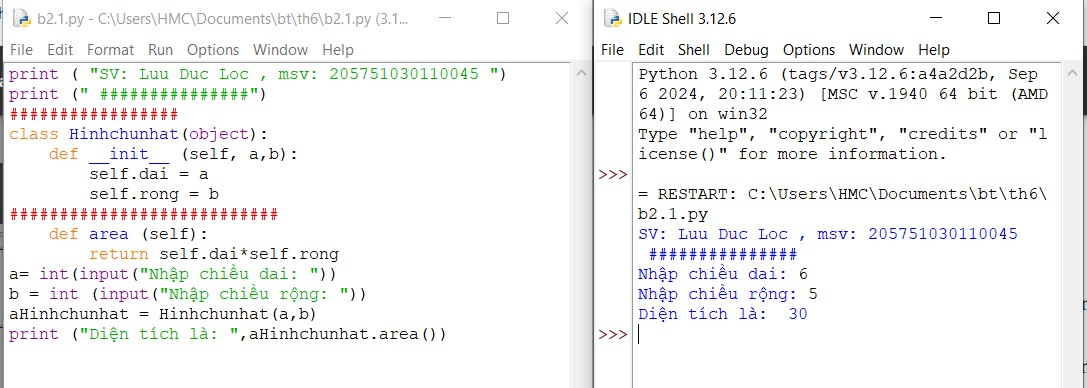 b2.1.py - C:\Users\HMC\Documents\bt\th6\b2.1.py (3.1...
File Edit Format Run Options Window Help
print ( "SV: Luu Duc Loc , msv: 205751030110045 ")
print (" ###############")
#################
class Hinhchunhat(object):
    def __init__ (self, a,b):
        self.dai = a
        self.rong = b
###########################
    def area (self):
        return self.dai*self.rong
a= int(input("Nhập chiều dai: "))
b = int (input("Nhập chiều rộng: "))
aHinhchunhat = Hinhchunhat(a,b)
print ("Diện tích là: ",aHinhchunhat.area())
IDLE Shell 3.12.6
File Edit Shell Debug Options Window Help
Python 3.12.6 (tags/v3.12.6:a4a2d2b, Sep
6 2024, 20:11:23) [MSC v.1940 64 bit (AMD
64)] on win32
Type "help", "copyright", "credits" or "l
icense()" for more information.
>>>
= RESTART: C:\Users\HMC\Documents\bt\th6\
b2.1.py
SV: Luu Duc Loc , msv: 205751030110045
 ###############
Nhập chiều dai: 6
Nhập chiều rộng: 5
Diện tích là:  30
>>>